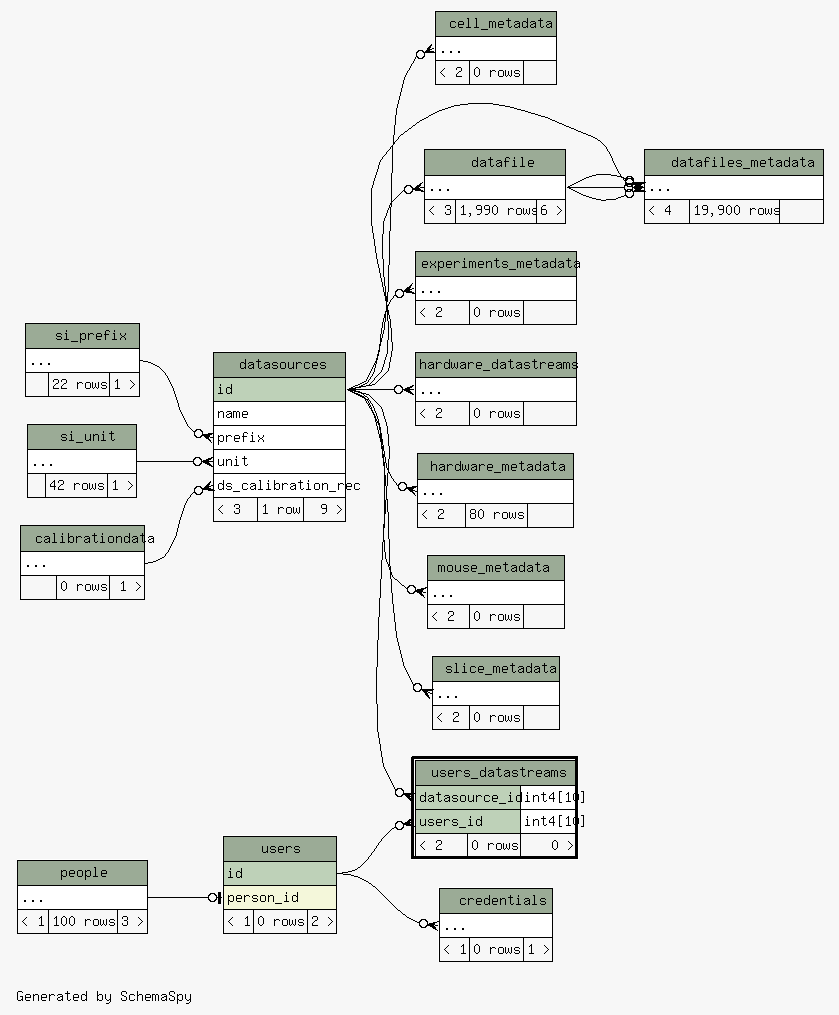 cell_metadata
...
< 2 0 rows
datafile
...
< 3 1,990 rows 6 >
datafiles_metadata
...
< 4 19,900 rows
experiments_metadata
...
< 2 0 rows
si_prefix
...
22 rows 1 >
datasources
id
name
prefix
unit
ds_calibration_rec
< 3 1 row 9 >
hardware_datastreams
...
< 2 0 rows
si_unit
...
42 rows 1 >
hardware_metadata
...
< 2 80 rows
calibrationdata
...
0 rows 1 >
mouse_metadata
...
< 2 0 rows
slice_metadata
...
< 2 0 rows
users_datastreams
datasource_id int4[10]
users_id int4[10]
< 2 0 rows 0 >
users
id
person_id
< 1 0 rows 2 >
people
...
< 1 100 rows 3 >
credentials
...
< 1 0 rows 1 >
Generated by SchemaSpy